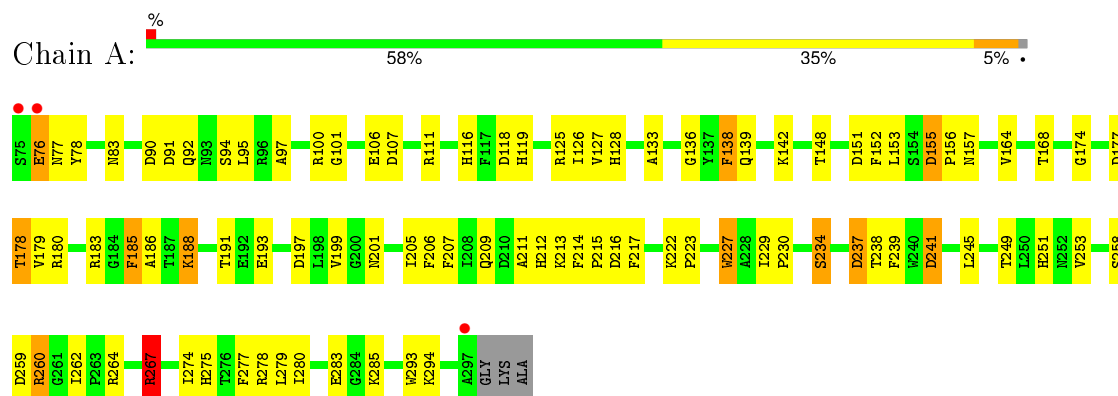 %
Chain A:
58% 35% 5% •
S75 E76 N77 Y78 N83 D90 D91 Q92 N93 S94 L95 R96 A97 R100 G101 E106 D107 R111 H116 F117 D118 H119 R125 I126 V127 H128 A133 G136 Y137 F138 Q139 K142 T148 D151 F152 L153 S154 D155 P156 N157 V164 T168 G174 D177
T178 V179 R180 R183 G184 F185 A186 T187 K188 T191 E192 E193 D197 L198 V199 G200 N201 I205 F206 F207 I208 Q209 D210 A211 H212 K213 F214 P215 D216 F217 K222 P223 W227 A228 I229 P230 S234 D237 T238 F239 W240 D241 L245 T249 L250 H251 N252 V253 S258
D259 R260 G261 I262 P263 R264 R267 I274 H275 T276 F277 R278 L279 I280 E283 G284 K285 W293 K294 A297 GLY LYS ALA